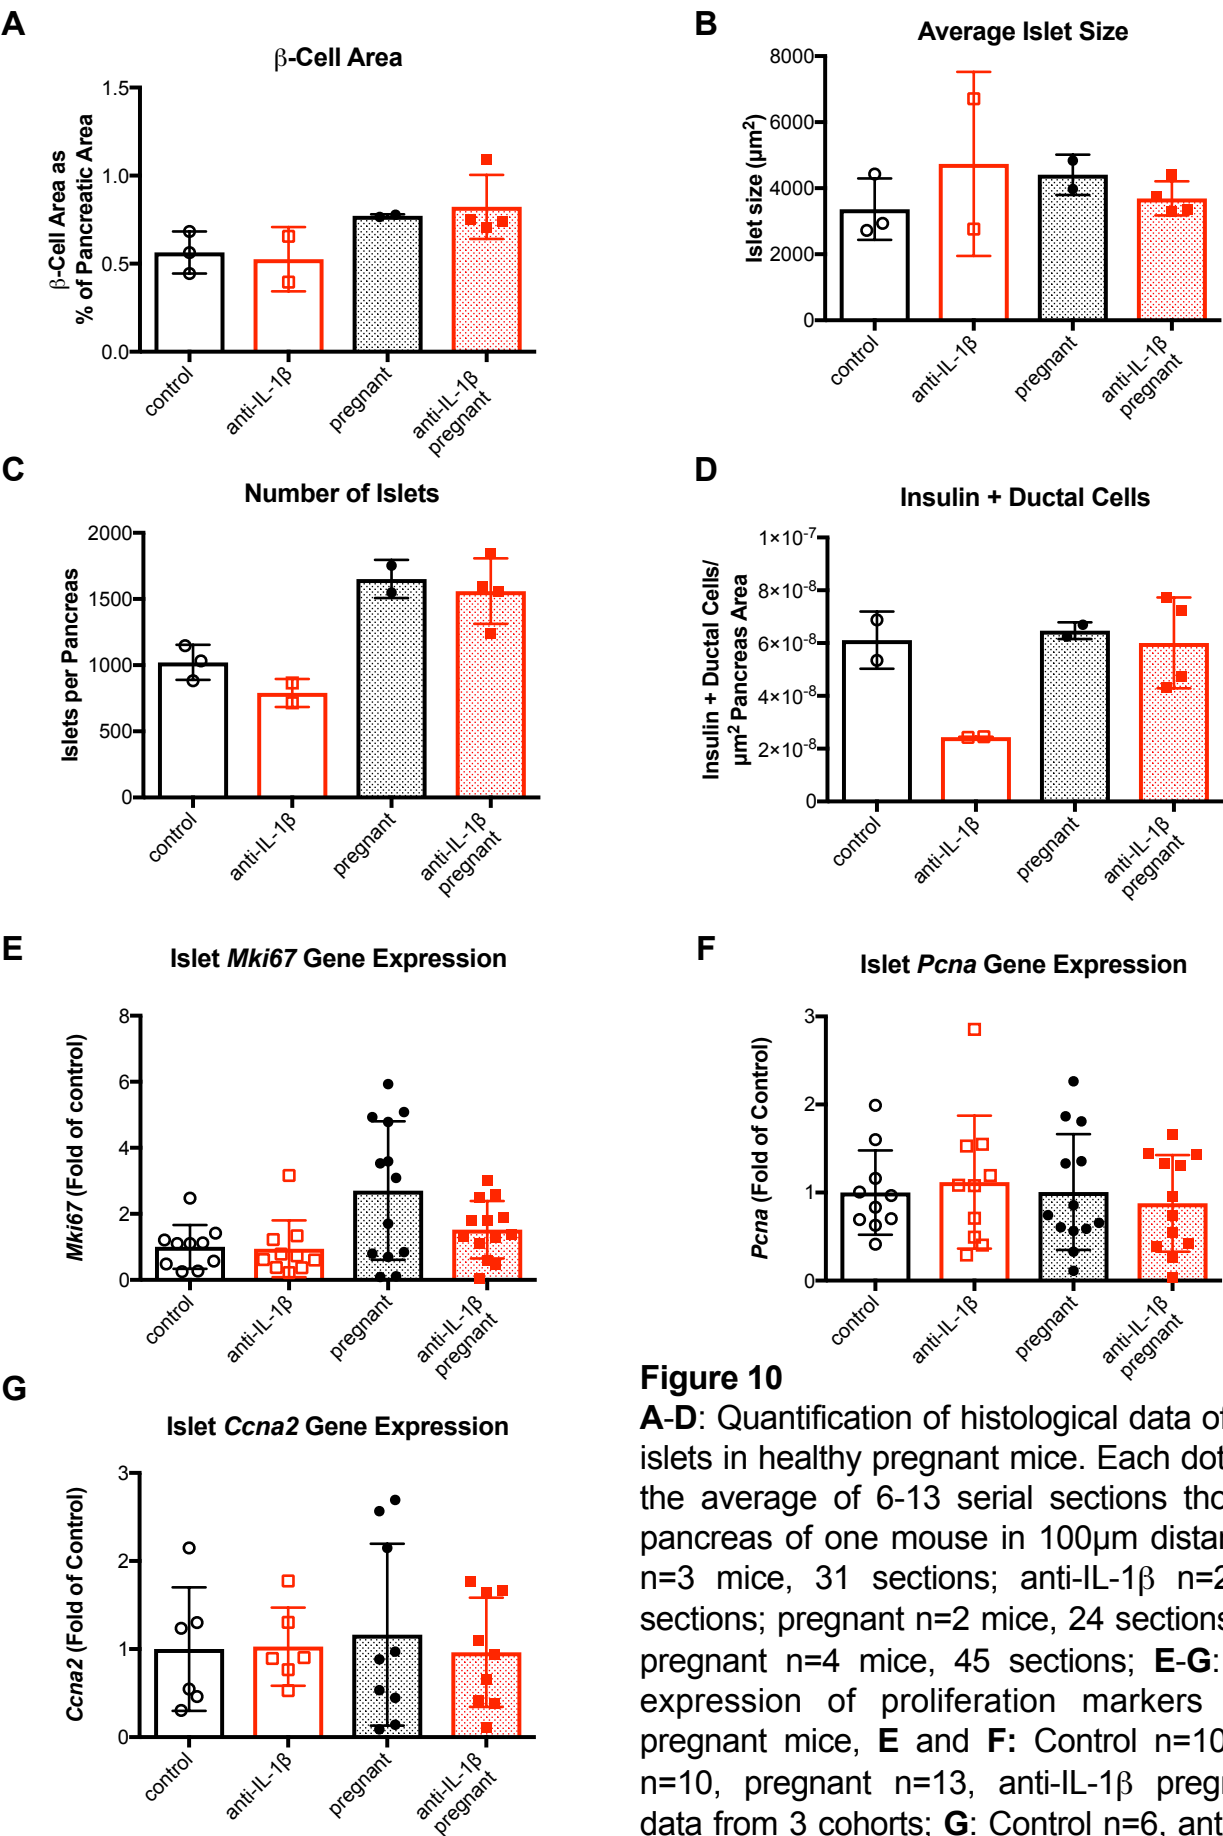 A
β-Cell Area
β-Cell Area as
% of Pancreatic Area
1.5
1.0
0.5
0.0
control
anti-IL-1β
pregnant
anti-IL-1β
pregnant
B
Average Islet Size
Islet size (µm²)
8000
6000
4000
2000
0
control
anti-IL-1β
pregnant
anti-IL-1β
pregnant
C
Number of Islets
Islets per Pancreas
2000
1500
1000
500
0
control
anti-IL-1β
pregnant
anti-IL-1β
pregnant
D
Insulin + Ductal Cells
Insulin + Ductal Cells/
µm² Pancreas Area
1×10⁻⁷
8×10⁻⁸
6×10⁻⁸
4×10⁻⁸
2×10⁻⁸
0
control
anti-IL-1β
pregnant
anti-IL-1β
pregnant
E
Islet Mki67 Gene Expression
Mki67 (Fold of control)
8
6
4
2
0
control
anti-IL-1β
pregnant
anti-IL-1β
pregnant
F
Islet Pcna Gene Expression
Pcna (Fold of Control)
3
2
1
0
control
anti-IL-1β
pregnant
anti-IL-1β
pregnant
G
Islet Ccna2 Gene Expression
Ccna2 (Fold of Control)
3
2
1
0
control
anti-IL-1β
pregnant
anti-IL-1β
pregnant
Figure 10
A-D: Quantification of histological data of
islets in healthy pregnant mice. Each dot
the average of 6-13 serial sections tho
pancreas of one mouse in 100µm distan
n=3 mice, 31 sections; anti-IL-1β n=2
sections; pregnant n=2 mice, 24 sections
pregnant n=4 mice, 45 sections; E-G:
expression of proliferation markers
pregnant mice, E and F: Control n=10
n=10, pregnant n=13, anti-IL-1β pregn
data from 3 cohorts; G: Control n=6, ant